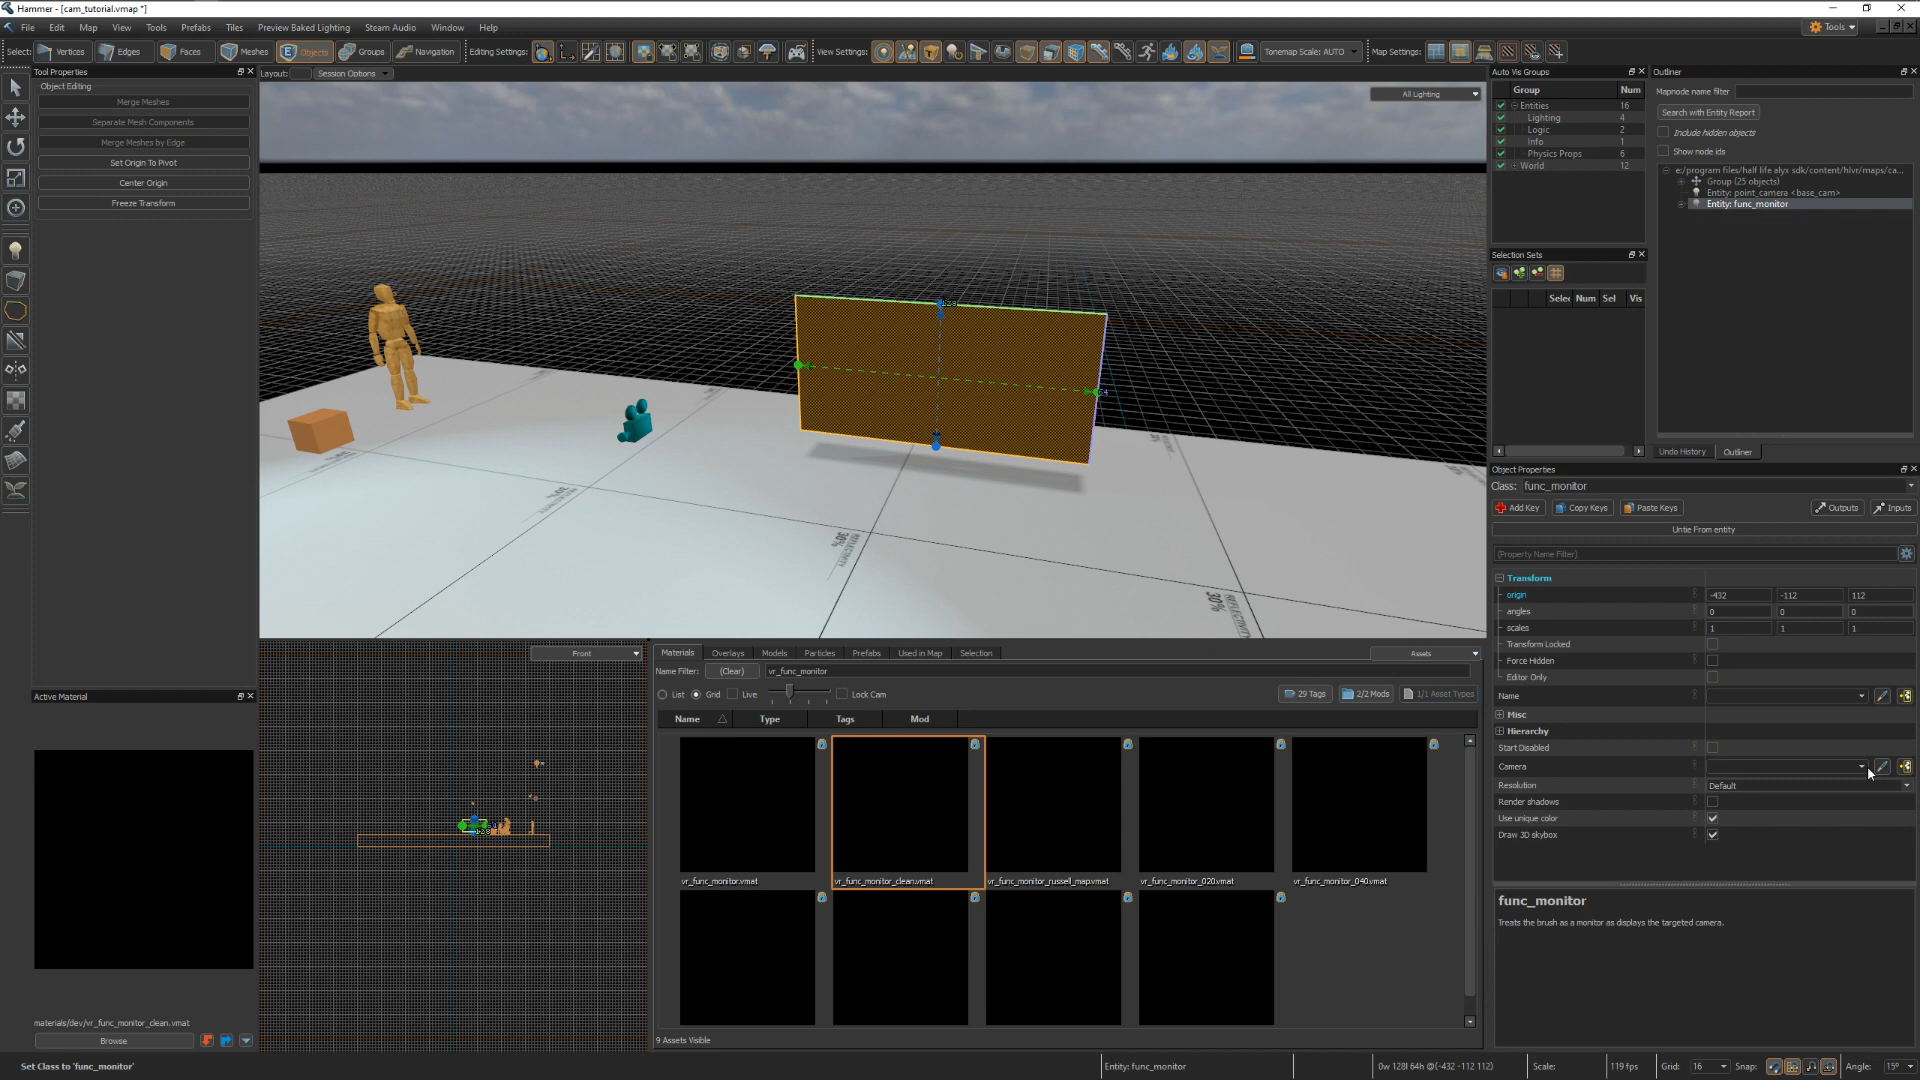 Hammer - [cam_tutorial.vmap *]
File Edit Map View Tools Prefabs Tiles Preview Baked Lighting Steam Audio Window Help
Tools
Select: Vertices Edges Faces Meshes Objects Groups Navigation Editing Settings: View Settings: Tonemap Scale: AUTO Map Settings:
Tool Properties
Object Editing
Merge Meshes
Separate Mesh Components
Merge Meshes by Edge
Set Origin To Pivot
Center Origin
Freeze Transform
Layout: Session Options
All Lighting
128
64
30%
REFLECTIVITY
30%
REFLECTIVITY
Auto Vis Groups
Group Num
Entities 16
Lighting 4
Logic 2
Info 1
Physics Props 6
World 12
Selection Sets
Selec Num Sel Vis
Outliner
Mapnode name filter
Search with Entity Report
Include hidden objects
Show node ids
e:/program files/half life alyx sdk/content/hlvr/maps/ca...
Group (25 objects)
Entity: point_camera <base_cam>
Entity: func_monitor
Undo History Outliner
Object Properties
Class: func_monitor
Add Key Copy Keys Paste Keys Outputs Inputs
Untie From entity
(Property Name Filter)
Transform
origin -432 -112 112
angles 0 0 0
scales 1 1 1
Transform Locked
Force Hidden
Editor Only
Name
Misc
Hierarchy
Start Disabled
Camera
Resolution Default
Render shadows
Use unique color
Draw 3D skybox
func_monitor
Treats the brush as a monitor as displays the targeted camera.
Active Material
materials/dev/vr_func_monitor_clean.vmat
Browse
Front
128
Materials Overlays Models Particles Prefabs Used in Map Selection Assets
Name Filter: (Clear) vr_func_monitor
List Grid Live Lock Cam 29 Tags 2/2 Mods 1/1 Asset Types
Name Type Tags Mod
vr_func_monitor.vmat
vr_func_monitor_clean.vmat
vr_func_monitor_russell_map.vmat
vr_func_monitor_020.vmat
vr_func_monitor_040.vmat
9 Assets Visible
Set Class to 'func_monitor'
Entity: func_monitor
0w 128l 64h @(-432 -112 112)
Scale:
119 fps
Grid: 16
Snap:
Angle: 15°